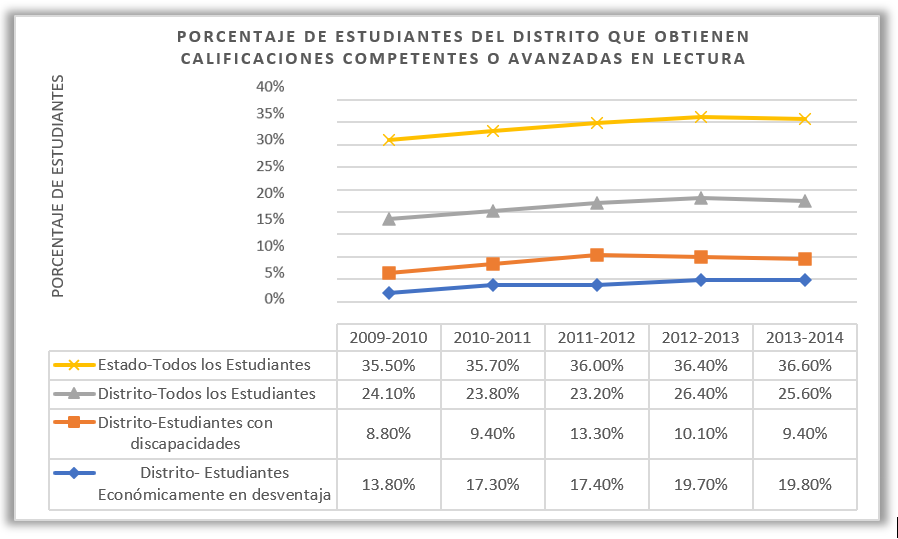 PORCENTAJE DE ESTUDIANTES DEL DISTRITO QUE OBTIENEN
CALIFICACIONES COMPETENTES O AVANZADAS EN LECTURA
PORCENTAJE DE ESTUDIANTES
40%
35%
30%
25%
20%
15%
10%
5%
0%
2009-2010 2010-2011 2011-2012 2012-2013 2013-2014
Estado-Todos los Estudiantes 35.50% 35.70% 36.00% 36.40% 36.60%
Distrito-Todos los Estudiantes 24.10% 23.80% 23.20% 26.40% 25.60%
Distrito-Estudiantes con
discapacidades 8.80% 9.40% 13.30% 10.10% 9.40%
Distrito- Estudiantes
Económicamente en desventaja 13.80% 17.30% 17.40% 19.70% 19.80%